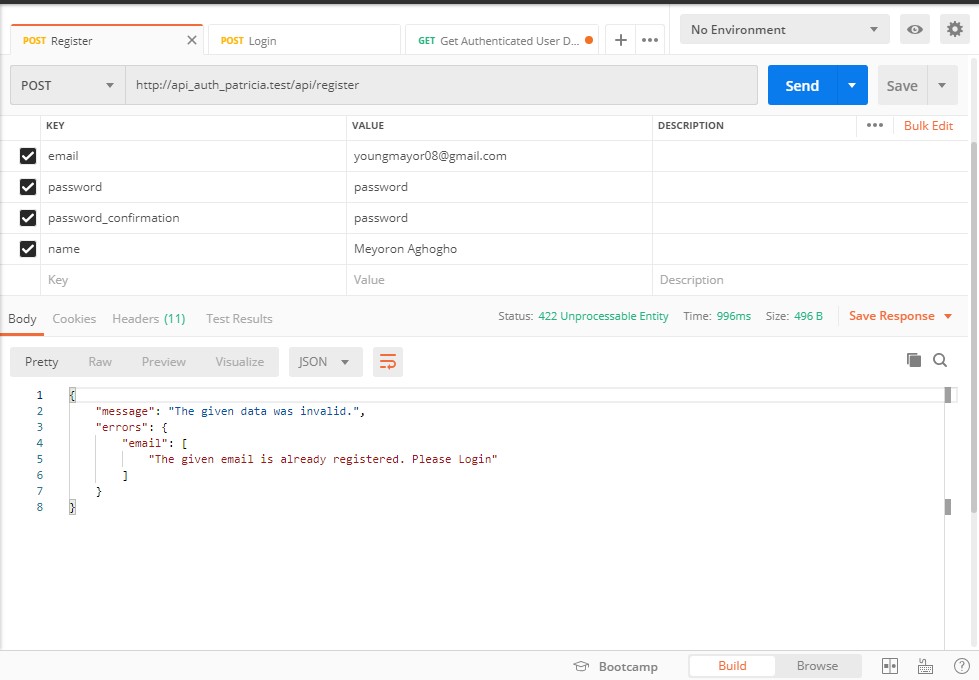 POST Register
POST Login
GET Get Authenticated User D...
No Environment
POST
http://api_auth_patricia.test/api/register
Send
Save
KEY VALUE DESCRIPTION
Bulk Edit
email youngmayor08@gmail.com
password password
password_confirmation password
name Meyoron Aghogho
Key Value Description
Body Cookies Headers (11) Test Results
Status: 422 Unprocessable Entity Time: 996ms Size: 496 B Save Response
Pretty Raw Preview Visualize JSON
1 {
2 "message": "The given data was invalid.",
3 "errors": {
4 "email": [
5 "The given email is already registered. Please Login"
6 ]
7 }
8 }
Bootcamp Build Browse